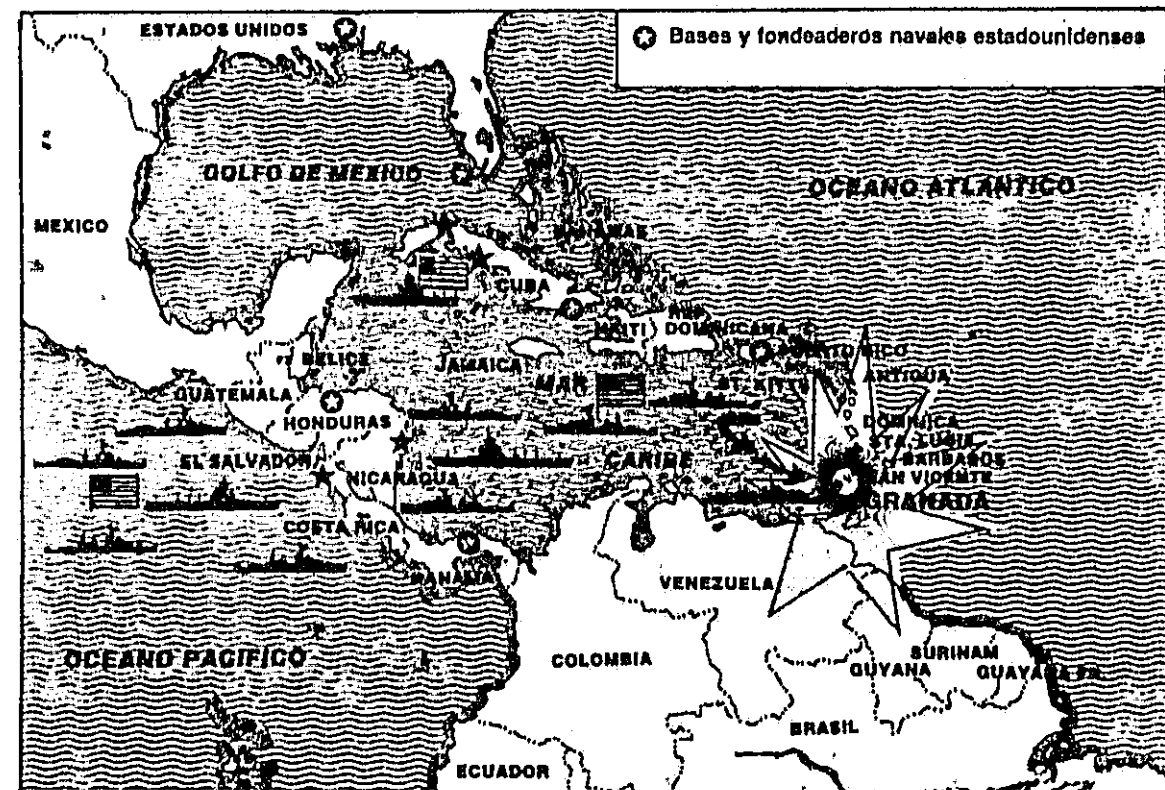 ESTADOS UNIDOS
Bases y fondeaderos navales estadounidenses
GOLFO DE MEXICO
OCEANO ATLANTICO
MEXICO
BAHAMAS
CUBA
REP.
HAITI
DOMINICANA
BELICE
JAMAICA
PUERTO RICO
MAR
ST. KITTS
ANTIGUA
GUATEMALA
HONDURAS
DOMINICA
STA. LUCIA
EL SALVADOR
CARIBE
BARBADOS
NICARAGUA
SAN VICENTE
GRANADA
COSTA RICA
PANAMA
VENEZUELA
OCEANO PACIFICO
COLOMBIA
SURINAM
GUYANA
GUAYANA FR.
BRASIL
ECUADOR